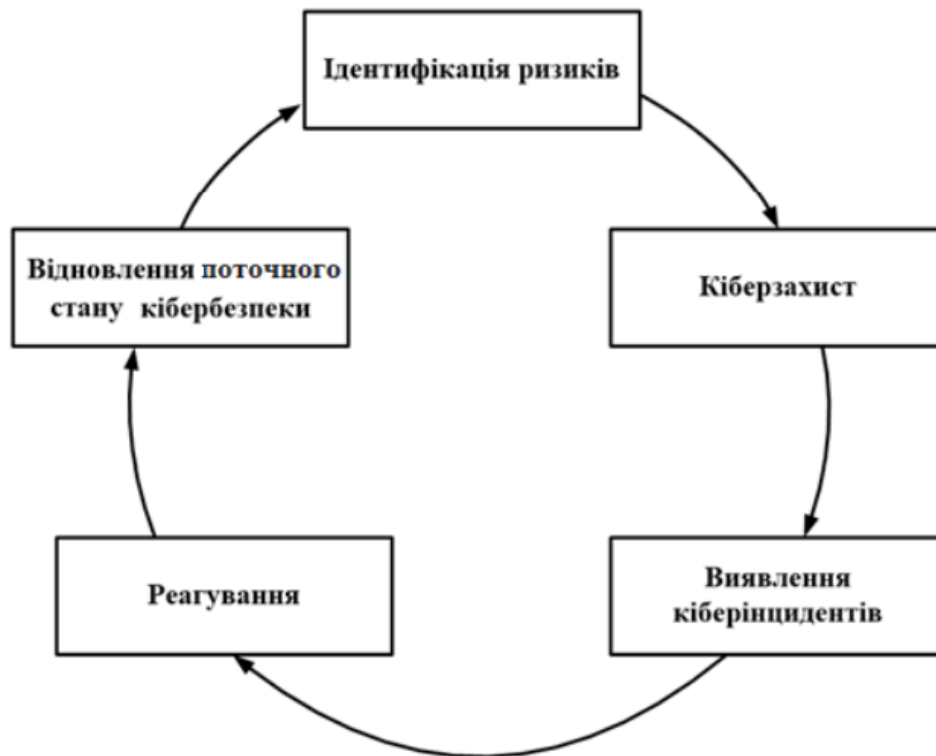 Ідентифікація ризиків
Кіберзахист
Виявлення
кіберінцидентів
Реагування
Відновлення поточного
стану кібербезпеки